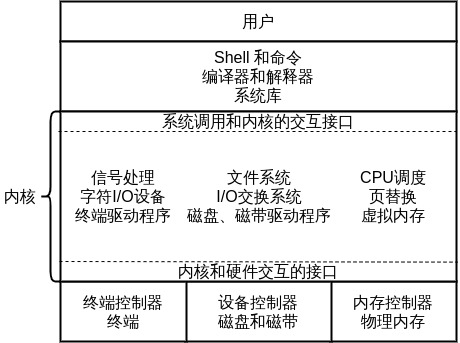 用户
Shell 和命令
编译器和解释器
系统库
系统调用和内核的交互接口
内核
信号处理
字符I/O设备
终端驱动程序
文件系统
I/O交换系统
磁盘、磁带驱动程序
CPU调度
页替换
虚拟内存
内核和硬件交互的接口
终端控制器
终端
设备控制器
磁盘和磁带
内存控制器
物理内存